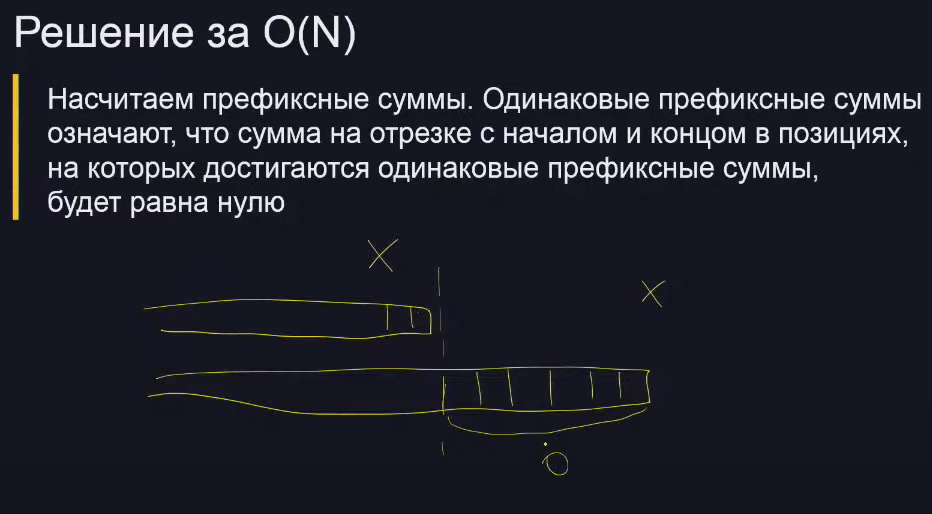 Решение за O(N)
Насчитаем префиксные суммы. Одинаковые префиксные суммы
означают, что сумма на отрезке с началом и концом в позициях,
на которых достигаются одинаковые префиксные суммы,
будет равна нулю
X
X
0